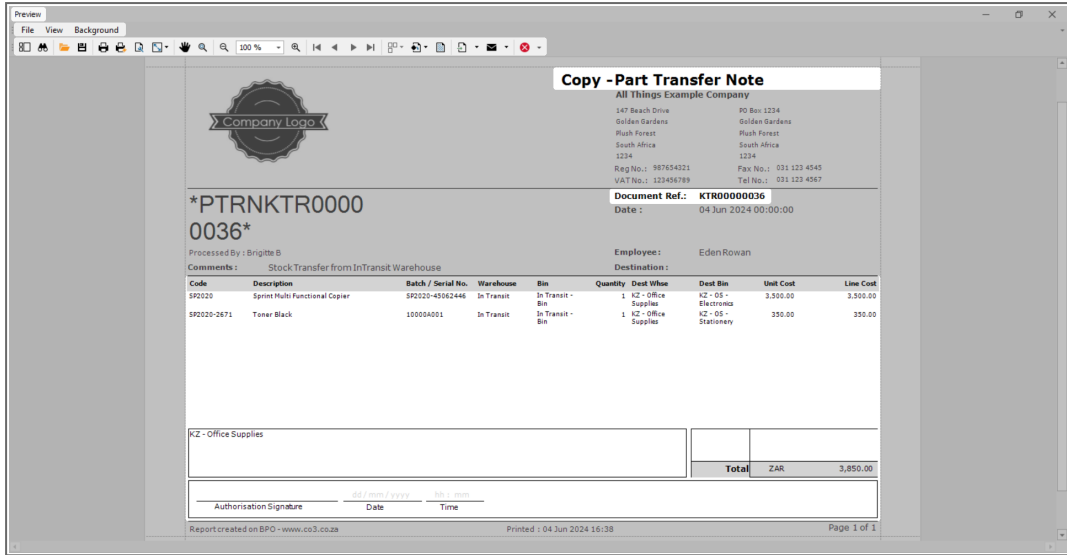 Preview
File View Background
100 %
Copy - Part Transfer Note
Company Logo
All Things Example Company
147 Beach Drive PO Box 1234
Golden Gardens Golden Gardens
Plush Forest Plush Forest
South Africa South Africa
1234 1234
Reg No.: 987654321 Fax No.: 031 123 4545
VAT No.: 123456789 Tel No.: 031 123 4567
*PTRNKTR0000
0036*
Document Ref.: KTR00000036
Date : 04 Jun 2024 00:00:00
Processed By : Brigitte B Employee : Eden Rowan
Comments : Stock Transfer from InTransit Warehouse Destination :
Code Description Batch / Serial No. Warehouse Bin Quantity Dest Whse Dest Bin Unit Cost Line Cost
SP2020 Sprint Multi Functional Copier SP2020-45062446 In Transit In Transit - 1 KZ - Office KZ - OS - 3,500.00 3,500.00
Bin Supplies Electronics
SP2020-2671 Toner Black 10000A001 In Transit In Transit - 1 KZ - Office KZ - OS - 350.00 350.00
Bin Supplies Stationery
KZ - Office Supplies
Total ZAR 3,850.00
dd / mm / yyyy hh : mm
Authorisation Signature Date Time
Report created on BPO - www.co3.co.za Printed : 04 Jun 2024 16:38 Page 1 of 1